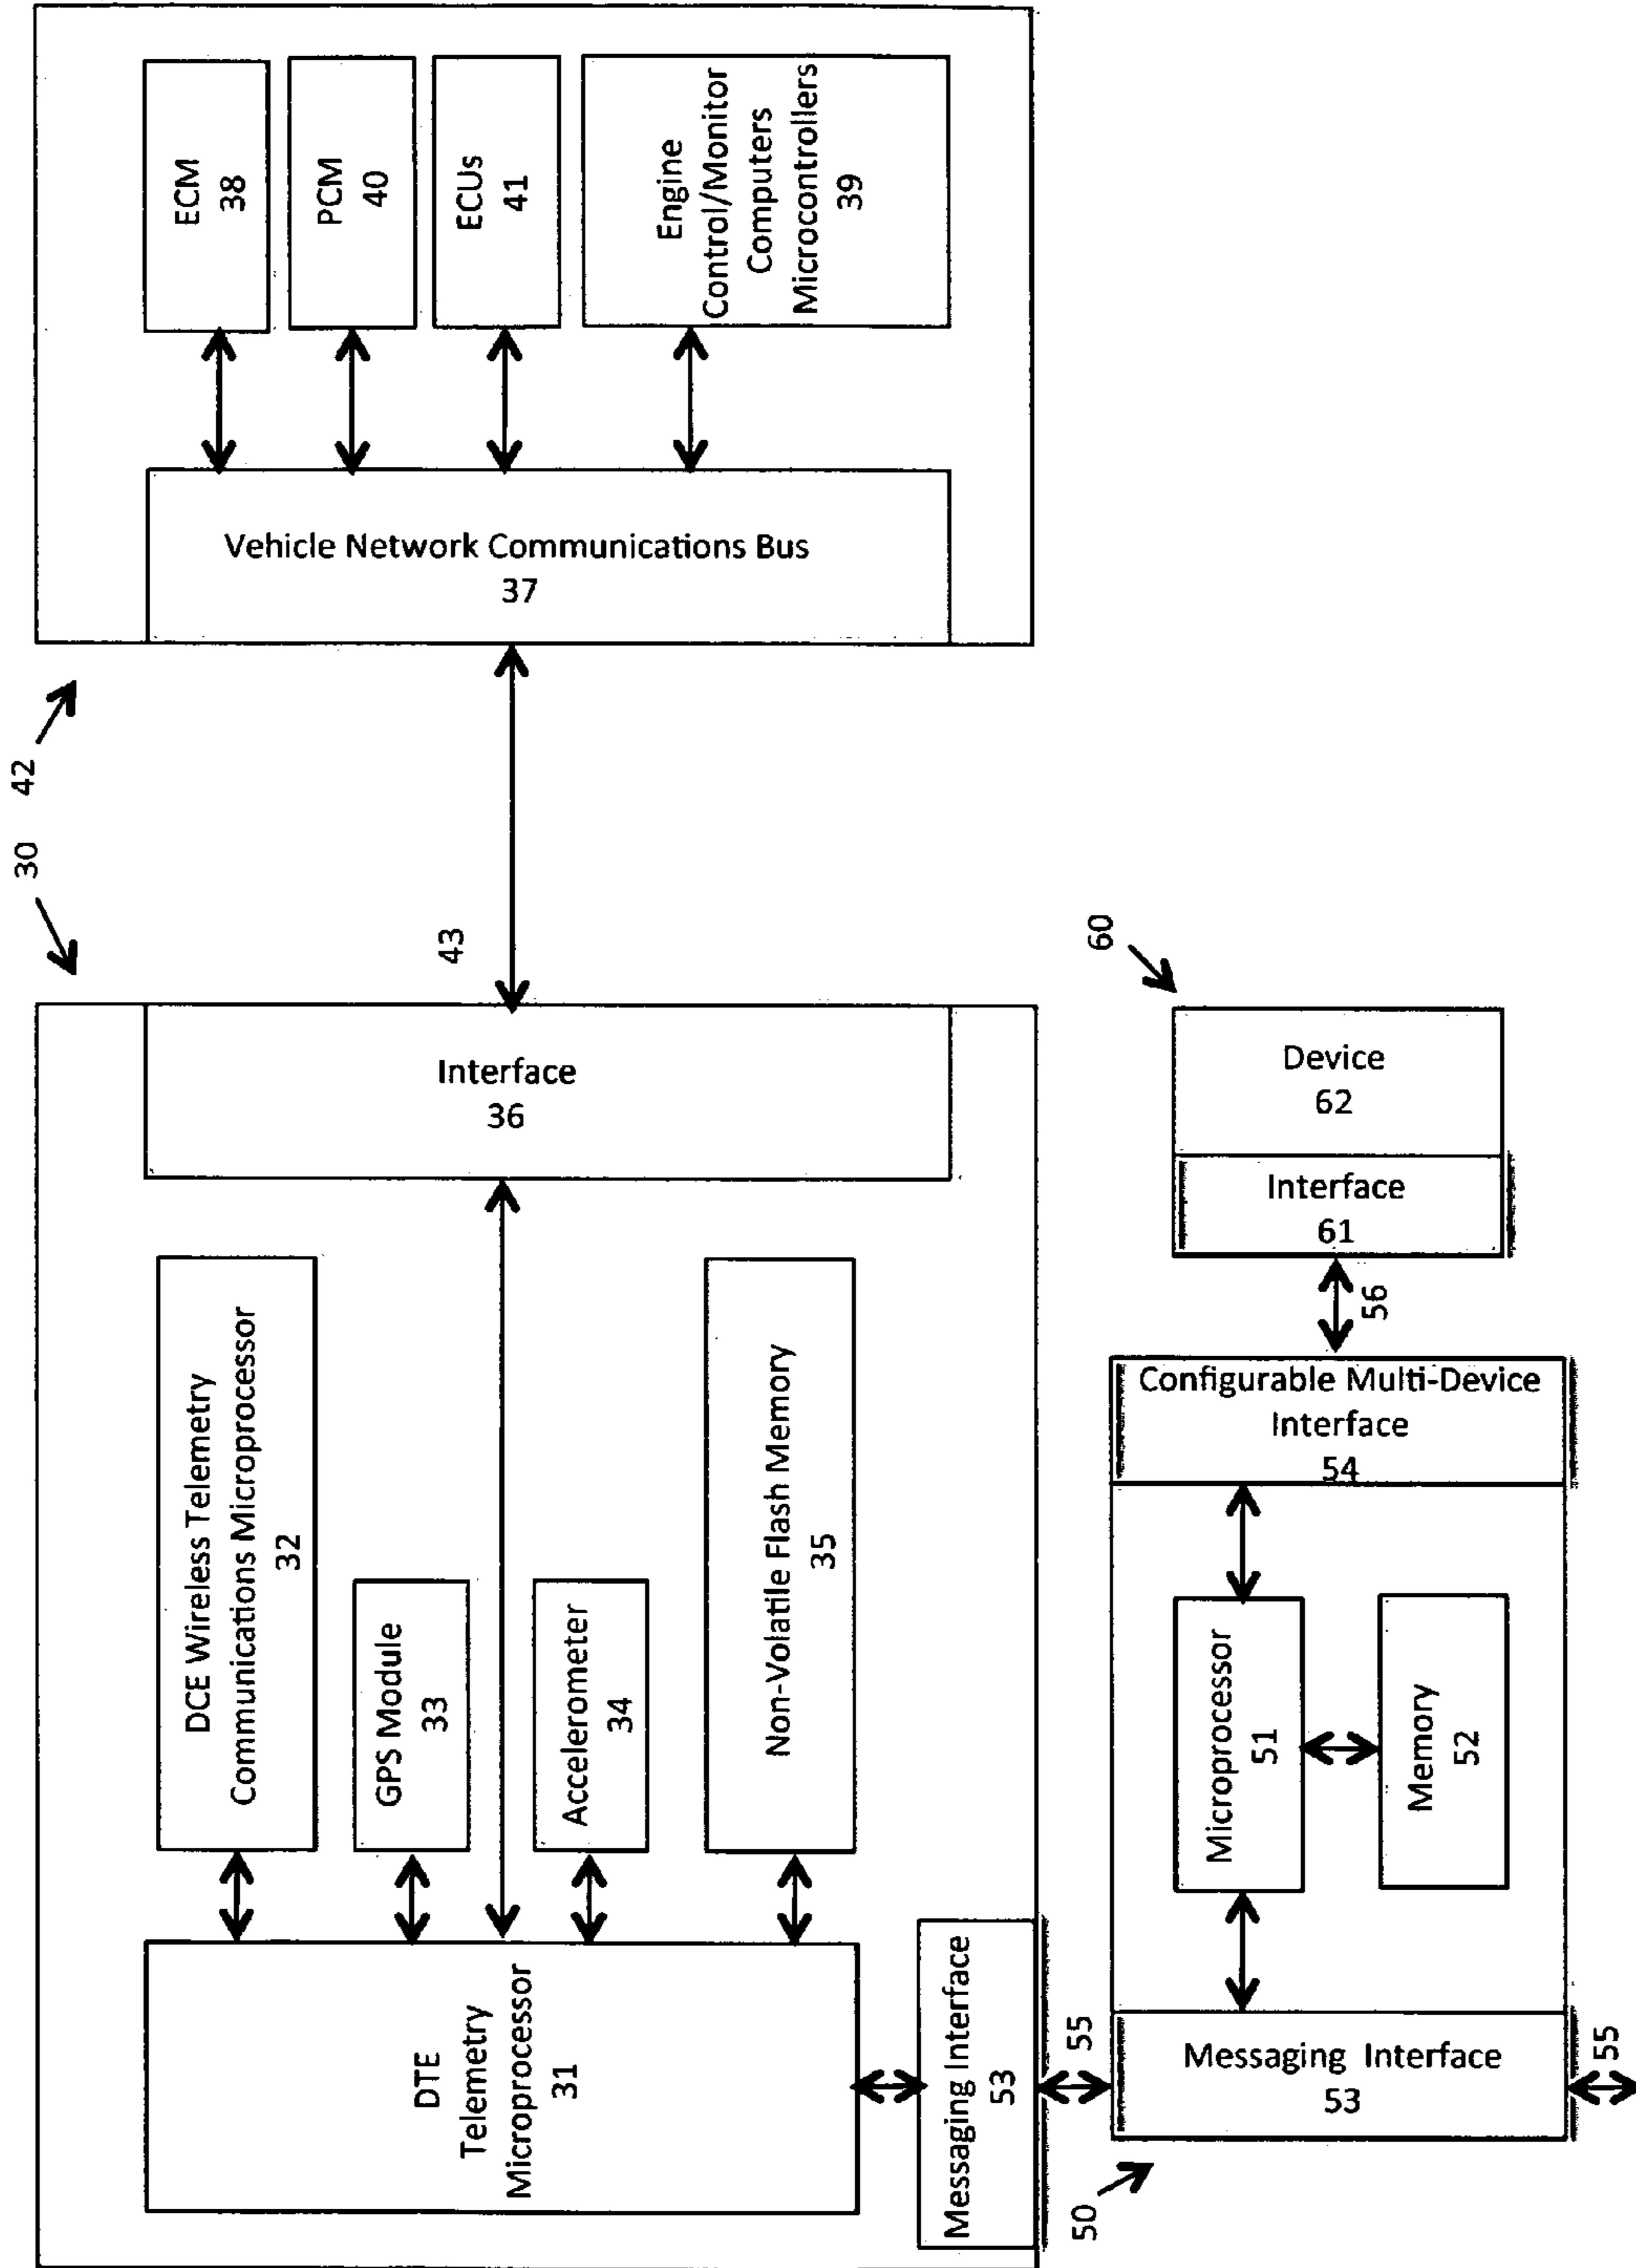 30
42
DTE
Telemetry
Microprocessor
31
DCE Wireless Telemetry
Communications Microprocessor
32
GPS Module
33
Accelerometer
34
Non-Volatile Flash Memory
35
Interface
36
43
Vehicle Network Communications Bus
37
ECM
38
PCM
40
ECUs
41
Engine
Control/Monitor
Computers
Microcontrollers
39
Messaging Interface
53
55
50
Messaging Interface
53
55
Microprocessor
51
Memory
52
Configurable Multi-Device
Interface
54
56
60
Interface
61
Device
62